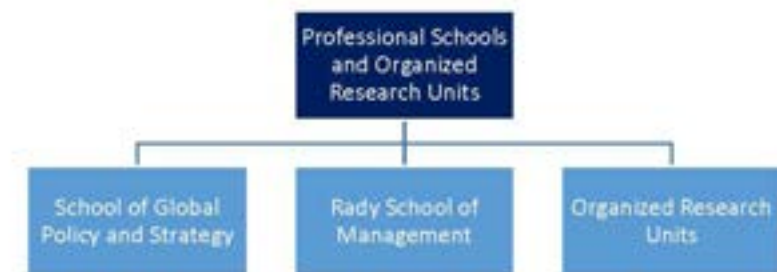 Professional Schools
and Organized
Research Units
School of Global
Policy and Strategy
Rady School of
Management
Organized Research
Units